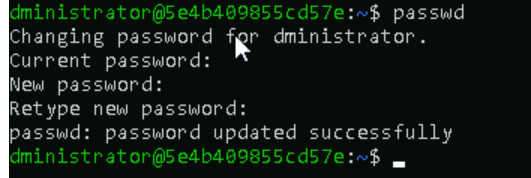 dministrator@5e4b409855cd57e:~$ passwd
Changing password for dministrator.
Current password:
New password:
Retype new password:
passwd: password updated successfully
dministrator@5e4b409855cd57e:~$